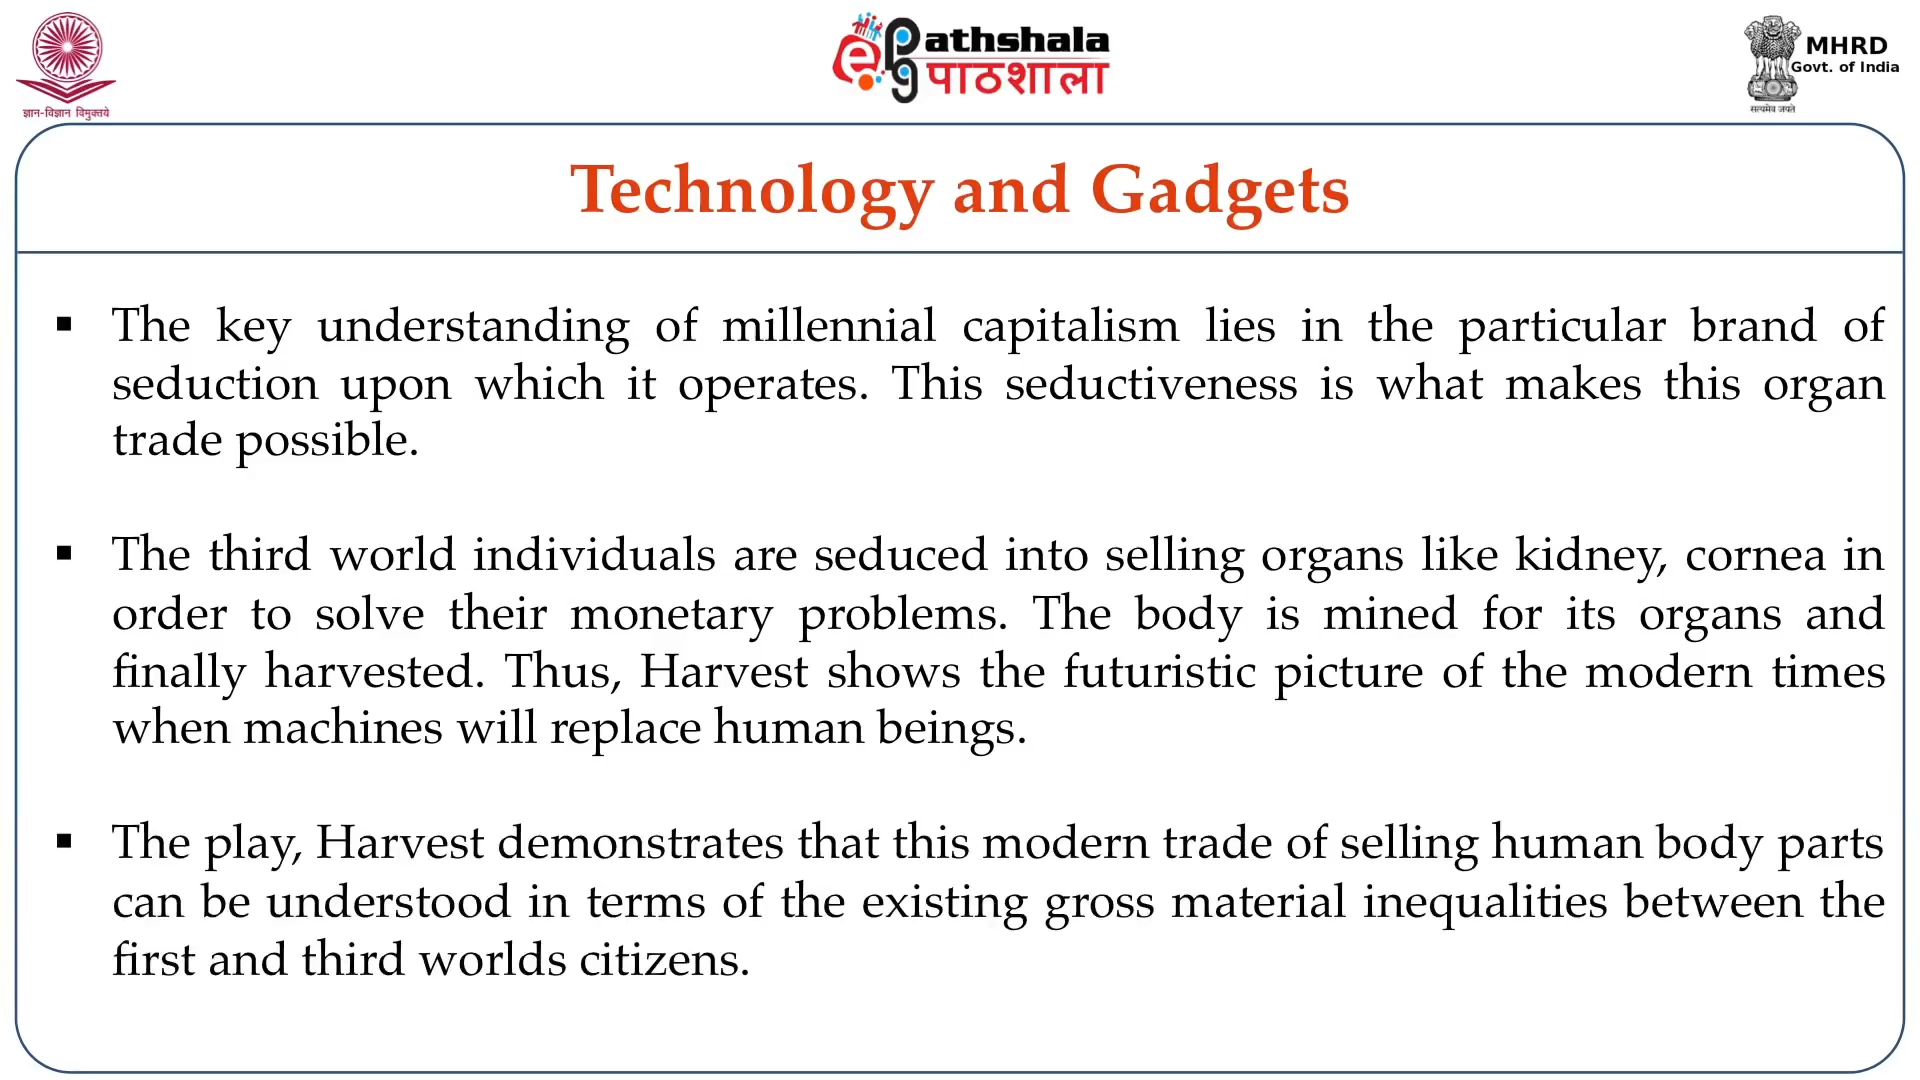 ज्ञान-विज्ञान विमुक्तये
ePG Pathshala
पाठशाला
MHRD
Govt. of India
सत्यमेव जयते
Technology and Gadgets
▪ The key understanding of millennial capitalism lies in the particular brand of
seduction upon which it operates. This seductiveness is what makes this organ
trade possible.
▪ The third world individuals are seduced into selling organs like kidney, cornea in
order to solve their monetary problems. The body is mined for its organs and
finally harvested. Thus, Harvest shows the futuristic picture of the modern times
when machines will replace human beings.
▪ The play, Harvest demonstrates that this modern trade of selling human body parts
can be understood in terms of the existing gross material inequalities between the
first and third worlds citizens.